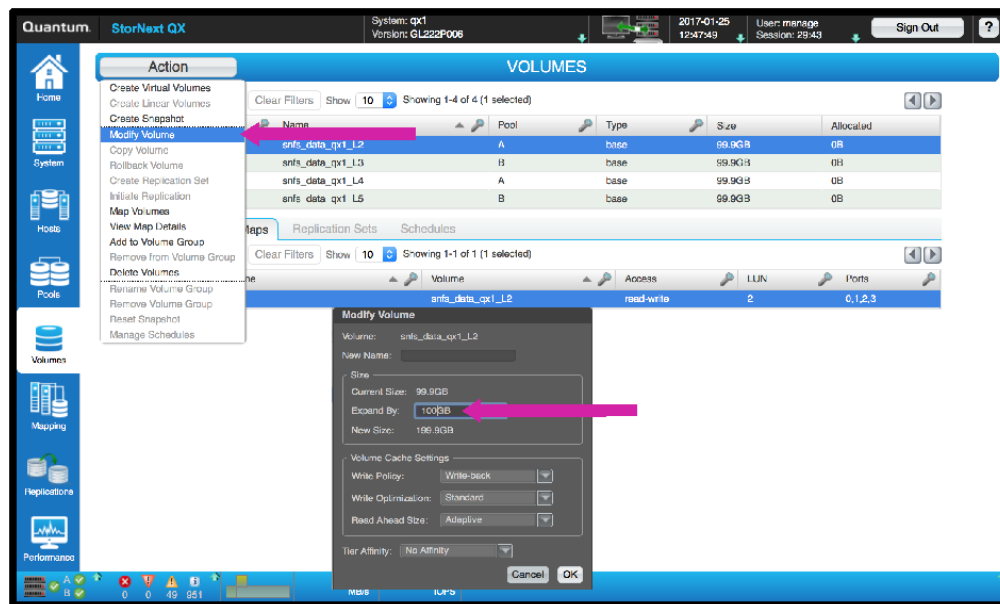 Quantum. StorNext QX System: qx1 2017-01-25 User: manage Sign Out ?
Version: GL222P006 12:47:49 Session: 29:43
Action VOLUMES
Home
System
Hosts
Pools
Volumes
Mapping
Replications
Performance
Create Virtual Volumes
Create Linear Volumes
Create Snapshot
Modify Volume
Copy Volume
Rollback Volume
Create Replication Set
Initiate Replication
Map Volumes
View Map Details
Add to Volume Group
Remove from Volume Group
Delete Volumes
Rename Volume Group
Remove Volume Group
Reset Snapshot
Manage Schedules
Clear Filters Show 10 Showing 1-4 of 4 (1 selected)
Name Pool Type Size Allocated
snfs_data_qx1_L2 A base 99.9GB 0B
snfs_data_qx1_L3 B base 99.9GB 0B
snfs_data_qx1_L4 A base 99.9GB 0B
snfs_data_qx1_L5 B base 99.9GB 0B
Maps Replication Sets Schedules
Clear Filters Show 10 Showing 1-1 of 1 (1 selected)
me Volume Access LUN Ports
snfs_data_qx1_L2 read-write 2 0,1,2,3
Modify Volume
Volume: snfs_data_qx1_L2
New Name:
Size
Current Size: 99.9GB
Expand By: 100GB
New Size: 199.9GB
Volume Cache Settings
Write Policy: Write-back
Write Optimization: Standard
Read Ahead Size: Adaptive
Tier Affinity: No Affinity
Cancel OK
A
B 0 0 49 951 MB/s IOPS